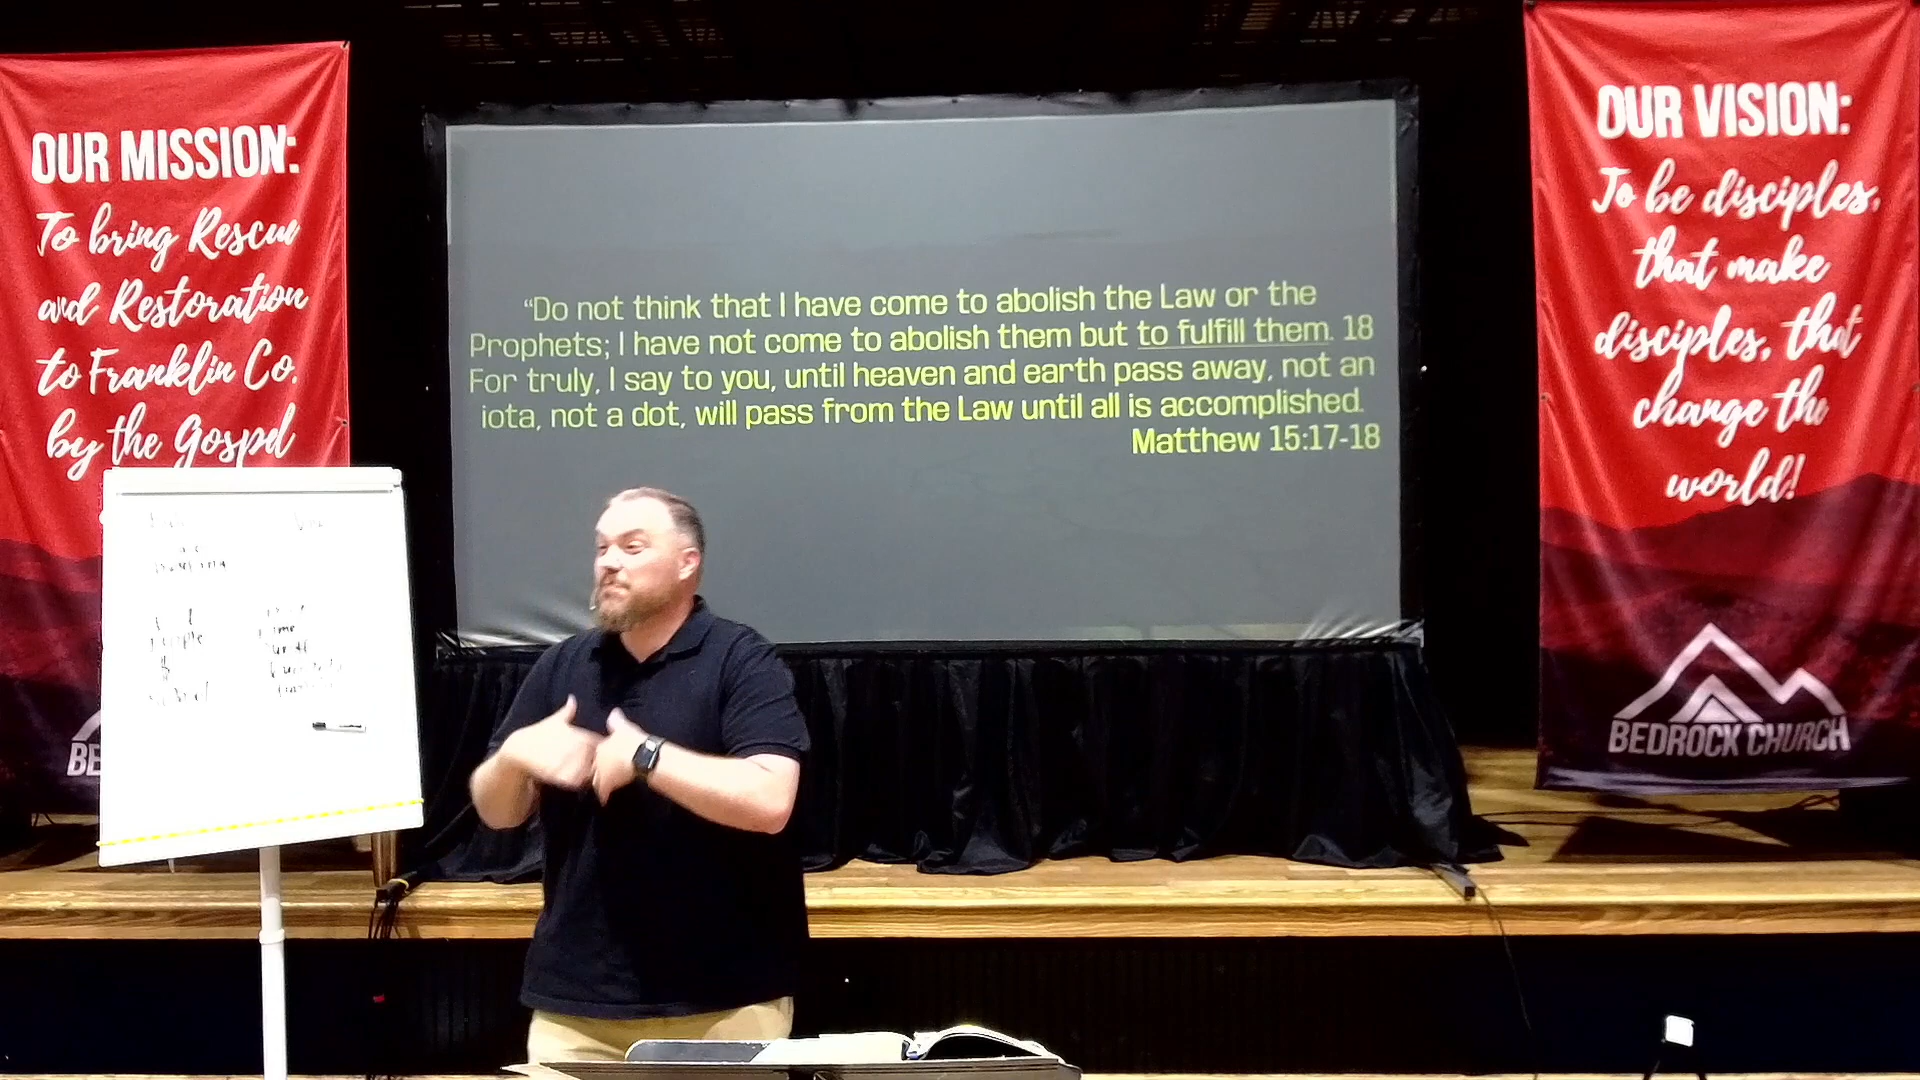 OUR MISSION:
To bring Rescue
and Restoration
to Franklin Co.
by the Gospel
BE
“Do not think that I have come to abolish the Law or the
Prophets; I have not come to abolish them but to fulfill them. 18
For truly, I say to you, until heaven and earth pass away, not an
iota, not a dot, will pass from the Law until all is accomplished.
Matthew 15:17-18
OUR VISION:
To be disciples,
that make
disciples, that
change the
world!
BEDROCK CHURCH
people
$